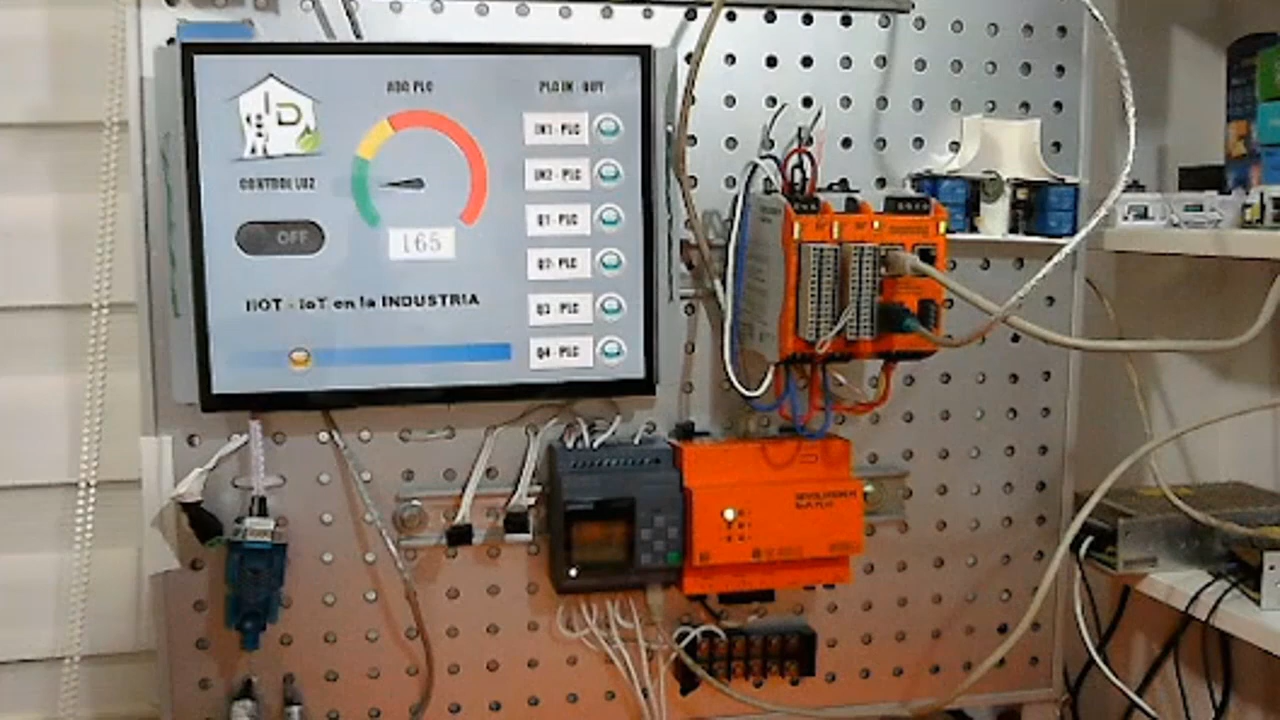 ADC PLC
PLC IN - OUT
IN1 - PLC
IN2 - PLC
CONTROL LUZ
Q1 - PLC
OFF
165
Q2 - PLC
IIOT - IoT en la INDUSTRIA
Q3 - PLC
Q4 - PLC